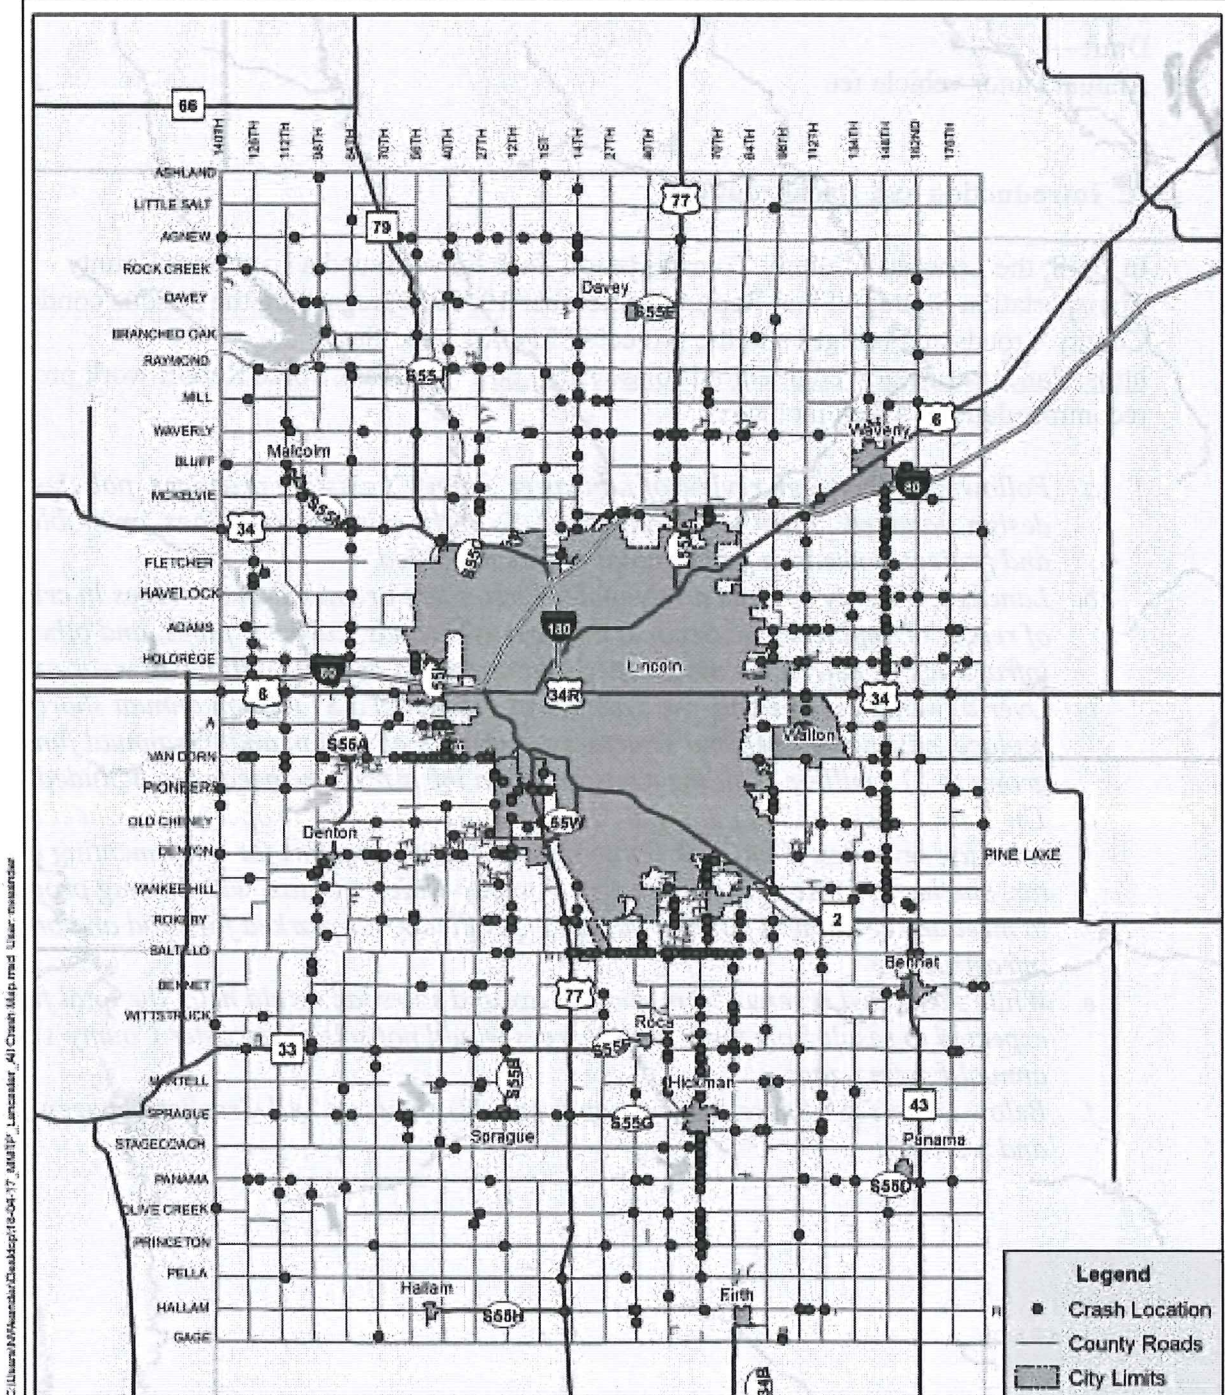 66
140TH
126TH
112TH
98TH
84TH
70TH
56TH
40TH
27TH
12TH
1ST
14TH
27TH
40TH
70TH
84TH
98TH
112TH
134TH
148TH
162ND
176TH
ASHLAND
LITTLE SALT
77
79
AGNEW
ROCK CREEK
Davey
DAVEY
S55E
BRANCHED OAK
RAYMOND
S55J
MILL
6
WAVERLY
Waverly
Malcolm
BLUFF
80
MCKELVIE
S55M
34
FLETCHER
HAVELOCK
ADAMS
180
HOLDREGE
80
Lincoln
6
34R
34
A
Walton
S55A
VAN DORN
PIONEERS
OLD CHENEY
55W
Denton
DENTON
PINE LAKE
YANKEE HILL
ROKEBY
2
SALTILLO
Bennet
BENNET
77
WITTSTRUCK
Roca
33
S55F
MARTELL
Hickman
43
SPRAGUE
S55G
Sprague
STAGECOACH
Panama
PANAMA
S55D
OLIVE CREEK
PRINCETON
PELLA
Hallam
Firth
HALLAM
S55H
GAGE
Legend
Crash Location
County Roads
City Limits